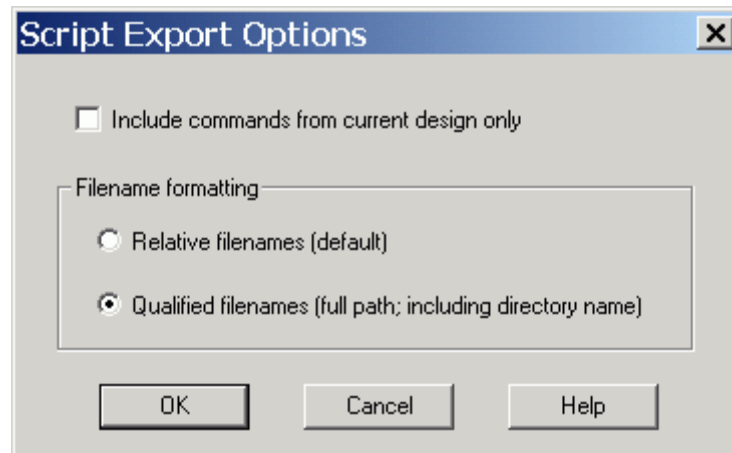 Script Export Options
Include commands from current design only
Filename formatting
Relative filenames (default)
Qualified filenames (full path; including directory name)
OK Cancel Help